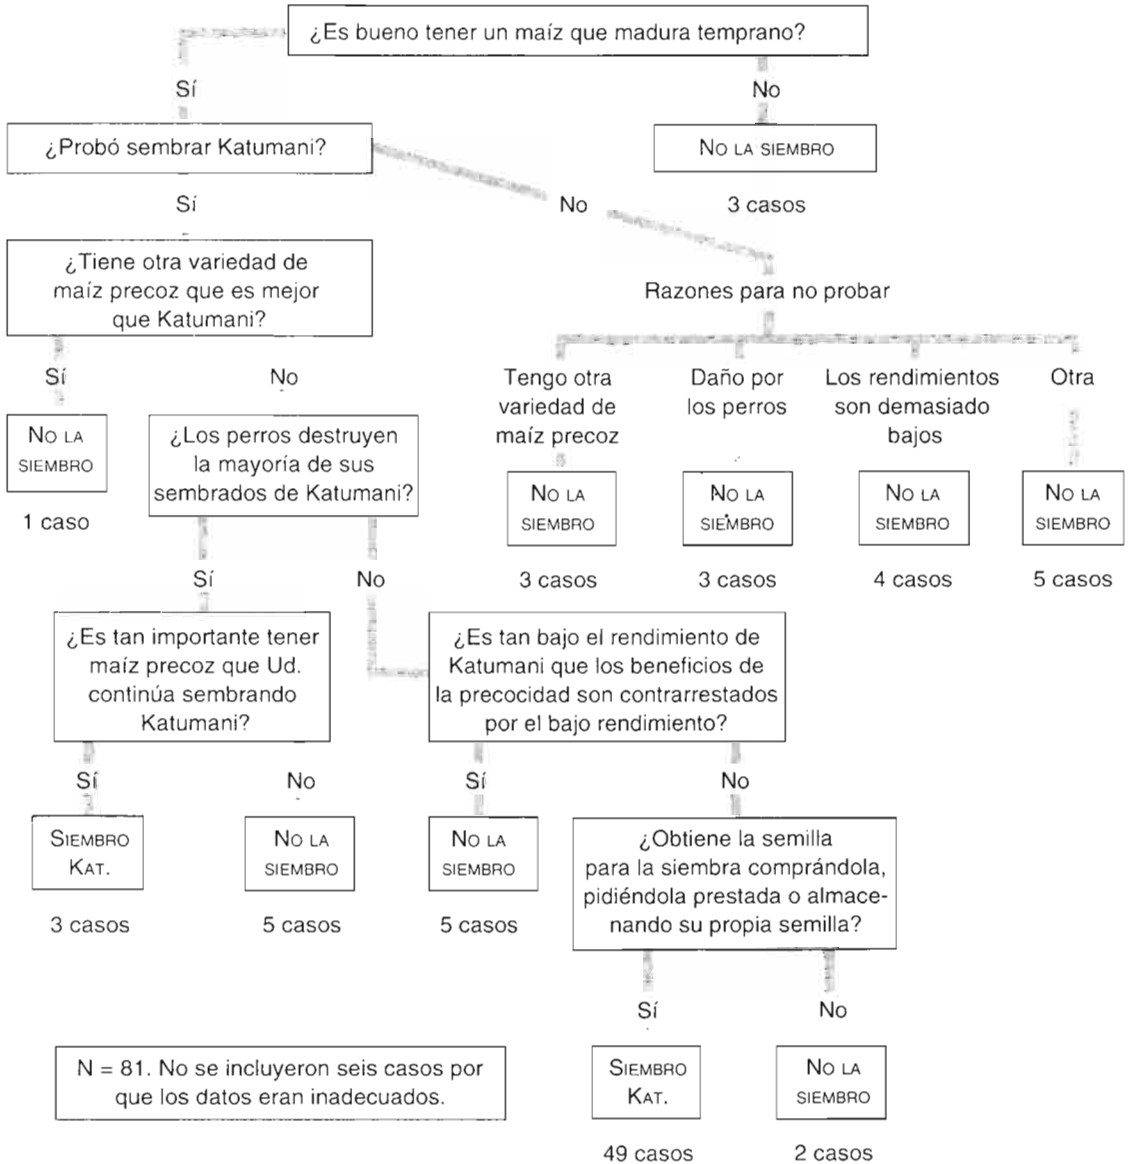 ¿Es bueno tener un maíz que madura temprano?
Sí
No
¿Probó sembrar Katumani?
NO LA SIEMBRO
Sí
No
3 casos
¿Tiene otra variedad de
maíz precoz que es mejor
que Katumani?
Razones para no probar
Sí
No
Tengo otra
variedad de
maíz precoz
Daño por
los perros
Los rendimientos
son demasiado
bajos
Otra
NO LA
SIEMBRO
1 caso
¿Los perros destruyen
la mayoría de sus
sembrados de Katumani?
NO LA
SIEMBRO
3 casos
NO LA
SIEMBRO
3 casos
NO LA
SIEMBRO
4 casos
NO LA
SIEMBRO
5 casos
Sí
No
¿Es tan importante tener
maíz precoz que Ud.
continúa sembrando
Katumani?
¿Es tan bajo el rendimiento de
Katumani que los beneficios de
la precocidad son contrarrestados
por el bajo rendimiento?
Sí
No
Sí
No
SIEMBRO
KAT.
3 casos
NO LA
SIEMBRO
5 casos
NO LA
SIEMBRO
5 casos
¿Obtiene la semilla
para la siembra comprándola,
pidiéndola prestada o almace-
nando su propia semilla?
Sí
No
N = 81. No se incluyeron seis casos por
que los datos eran inadecuados.
SIEMBRO
KAT.
49 casos
NO LA
SIEMBRO
2 casos